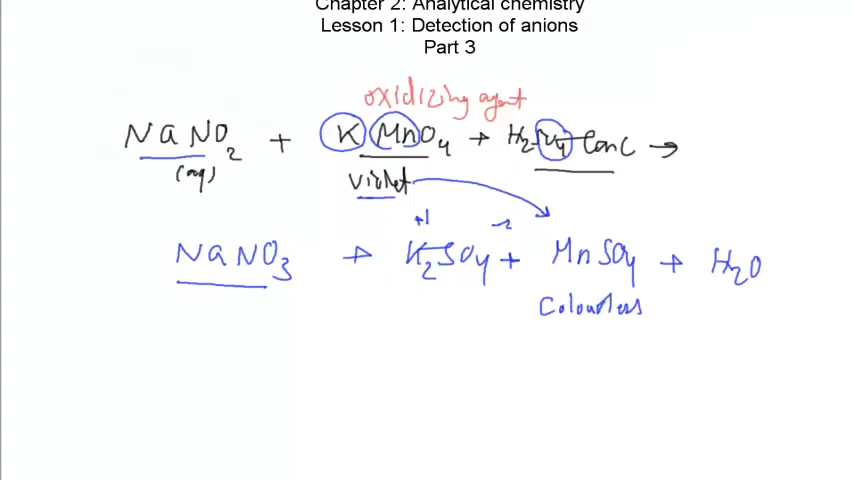 Chapter 2: Analytical chemistry
Lesson 1: Detection of anions
Part 3
oxidizing agent
NaNO2 + KMnO4 + H2SO4 Conc →
(aq)
violet
+1 -2
NaNO3 + K2SO4 + MnSO4 + H2O
Colourless